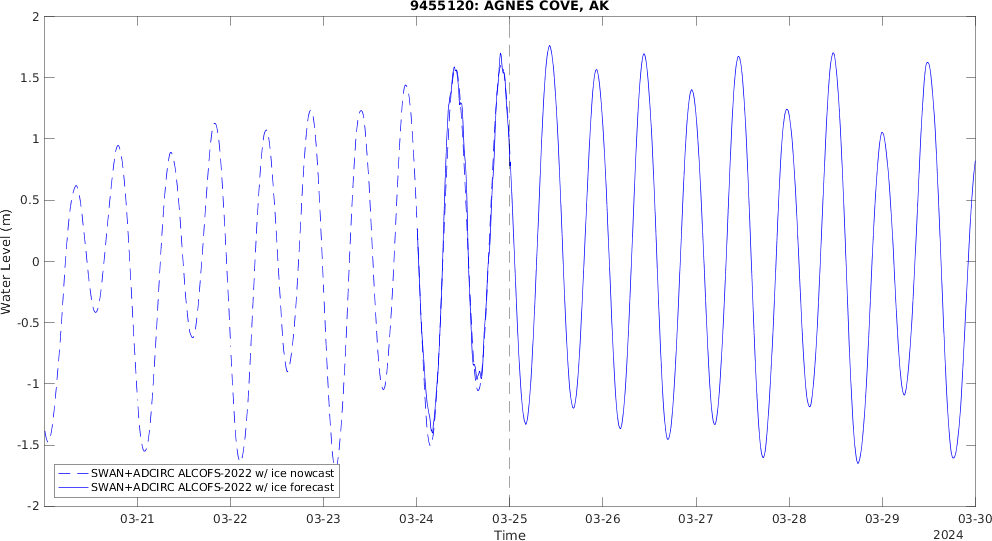 9455120: AGNES COVE, AK
2
1.5
1
0.5
0
-0.5
-1
-1.5
-2
Water Level (m)
SWAN+ADCIRC ALCOFS-2022 w/ ice nowcast
SWAN+ADCIRC ALCOFS-2022 w/ ice forecast
03-21 03-22 03-23 03-24 03-25 03-26 03-27 03-28 03-29 03-30
Time
2024